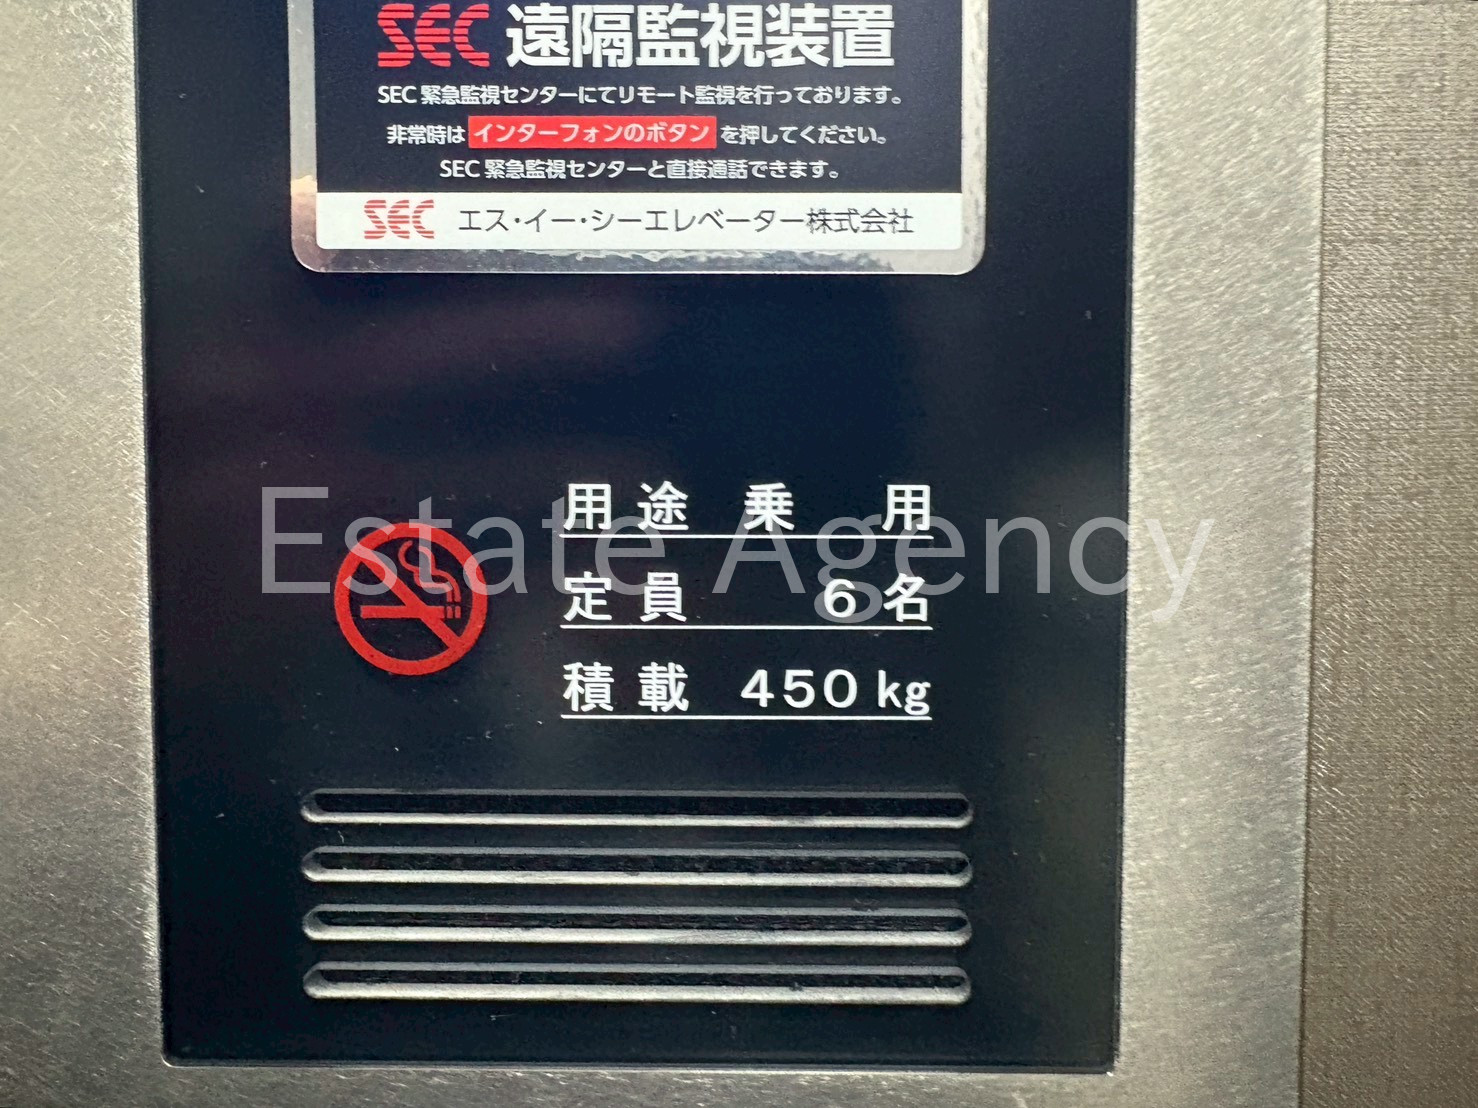 SEC 遠隔監視装置
SEC 緊急監視センターにてリモート監視を行っております。
非常時は インターフォンのボタン を押してください。
SEC 緊急監視センターと直接通話できます。
SEC エス・イー・シーエレベーター株式会社
用途 乗用
Estate Agency
定員 6名
積載 450kg